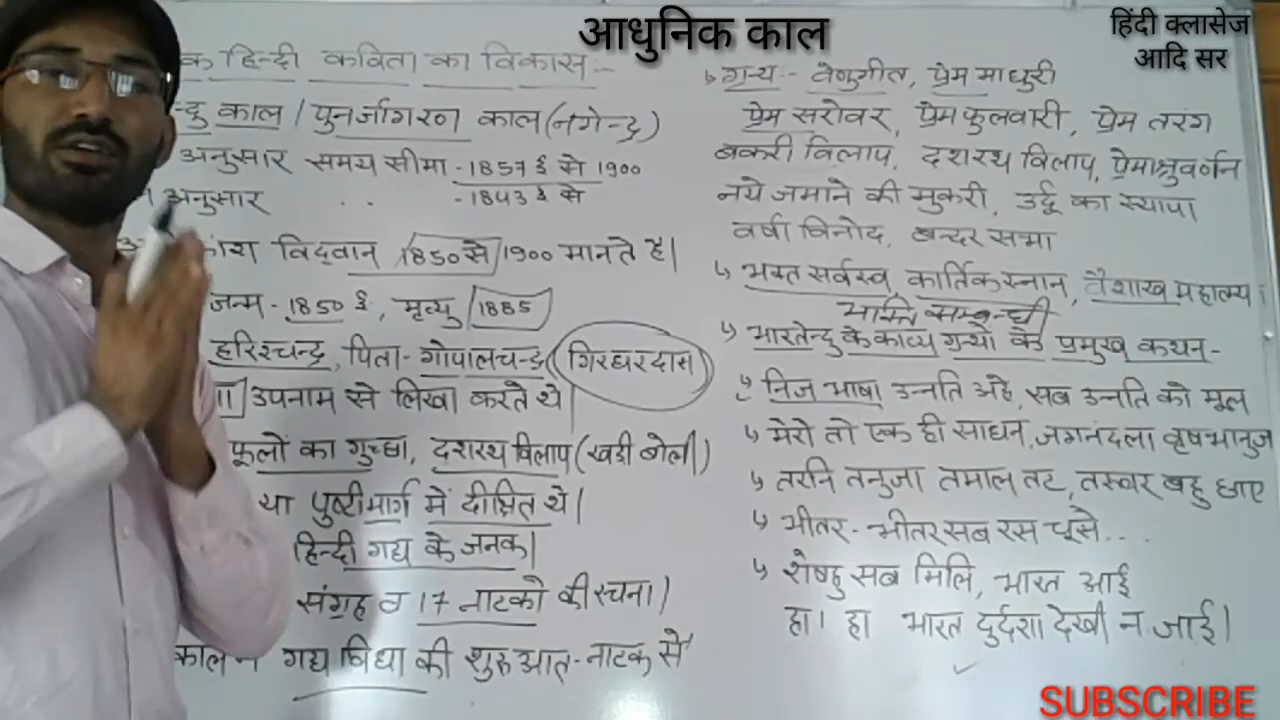 आधुनिक काल
हिंदी क्लासेज
आदि सर
क हिन्दी कविता का विकास :-
न्दु काल / पुनर्जागरण काल (नगेन्द्र)
अनुसार समय सीमा - 1857 ई से 1900
अनुसार . . - 1843 ई से
विद्वान 1850 से 1900 मानते है।
जन्म - 1850 ई, मृत्यु 1885
हरिश्चन्द्र, पिता - गोपालचन्द्र (गिरधरदास)
उपनाम से लिखा करते थे।
फूलों का गुच्छा, दशरथ विलाप (खडी बोली)
था पुष्टीमार्ग में दीक्षित थे।
हिन्दी गद्य के जनक।
संग्रह व 17 नाटको की रचना।
काल गद्य विधा की शुरुआत - नाटक से
ग्रन्थ :- वेणुगीत, प्रेम माधुरी
प्रेम सरोवर, प्रेम फुलवारी, प्रेम तरंग
बकरी विलाप, दशरथ विलाप, प्रेमाश्रुवर्णन
नये जमाने की मुकरी, उर्दू का स्यापा
वर्षा विनोद, बन्दर सभा
भक्त सर्वस्व, कार्तिक स्नान, वैशाख महात्म्य
भक्ति सम्बन्धी
भारतेन्दु के काव्य ग्रन्थो के प्रमुख कथन -
निज भाषा उन्नति अहे, सब उन्नति को मूल
मेरो तो एक ही साधन, जगनंदला वृषभानुज
तरनि तनुजा तमाल तट, तरुवर बहु छाए
भीतर - भीतर सब रस चूसे . . .
सब मिलि, भारत आई
हा। हा भारत दुर्दशा देखी न जाई।
SUBSCRIBE